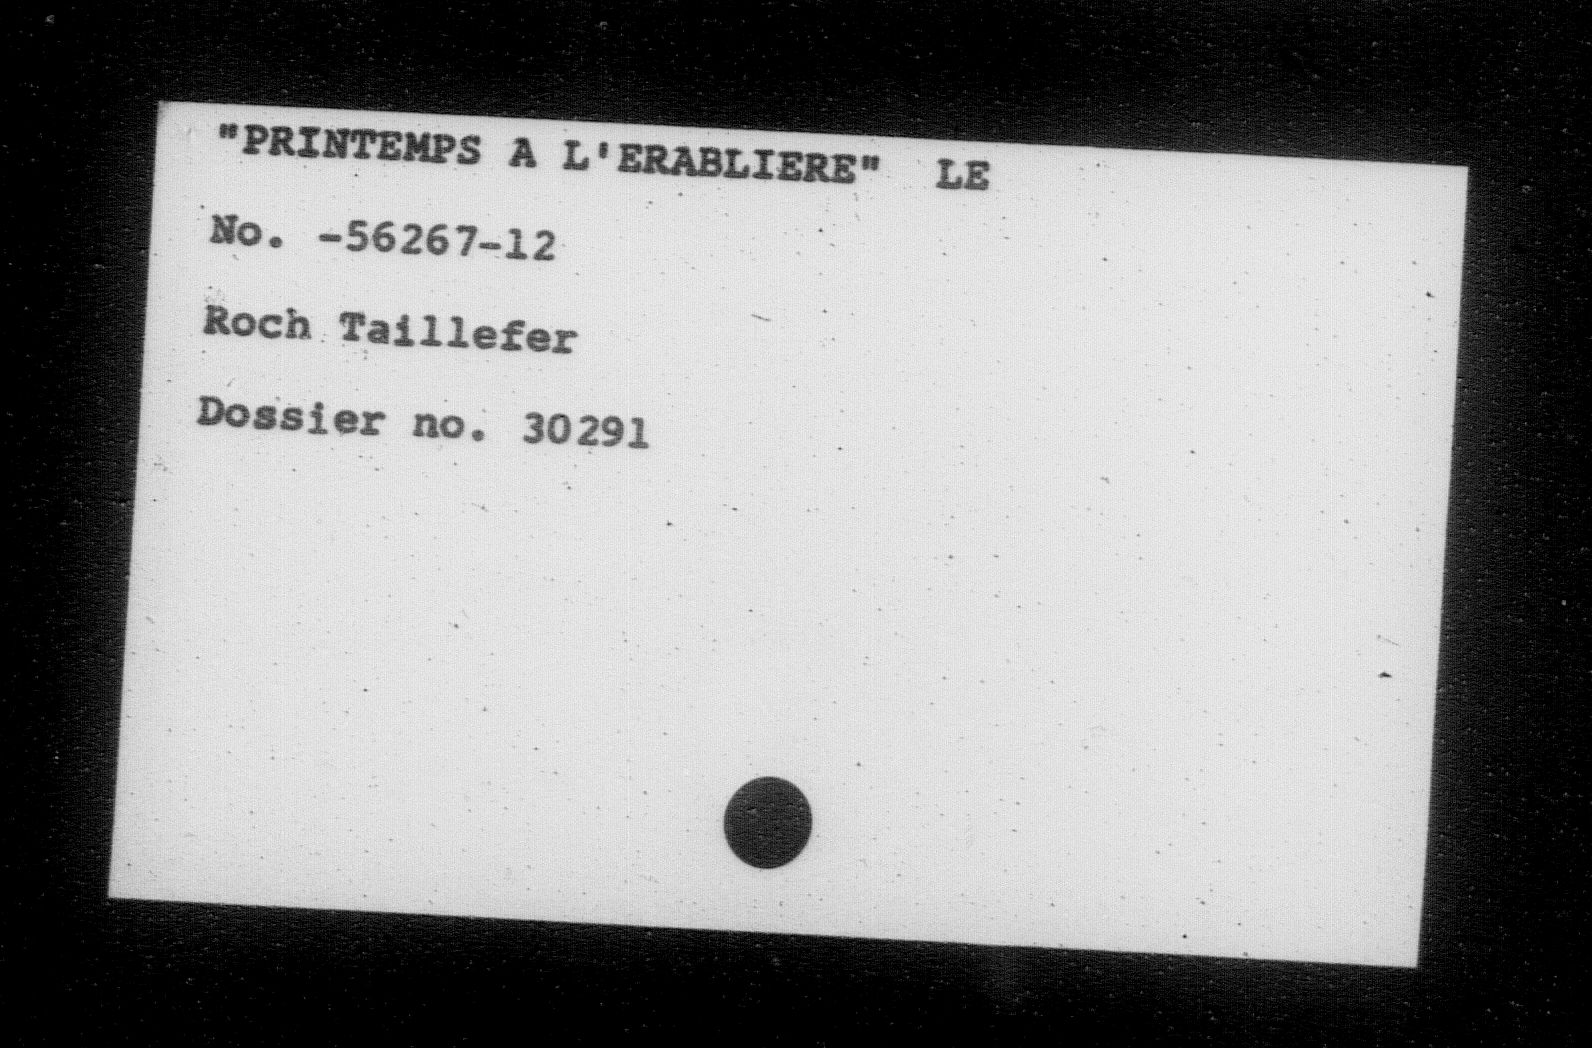 "PRINTEMPS A L'ERABLIERE"  LE
No. -56267-12
Roch Taillefer
Dossier no. 30291